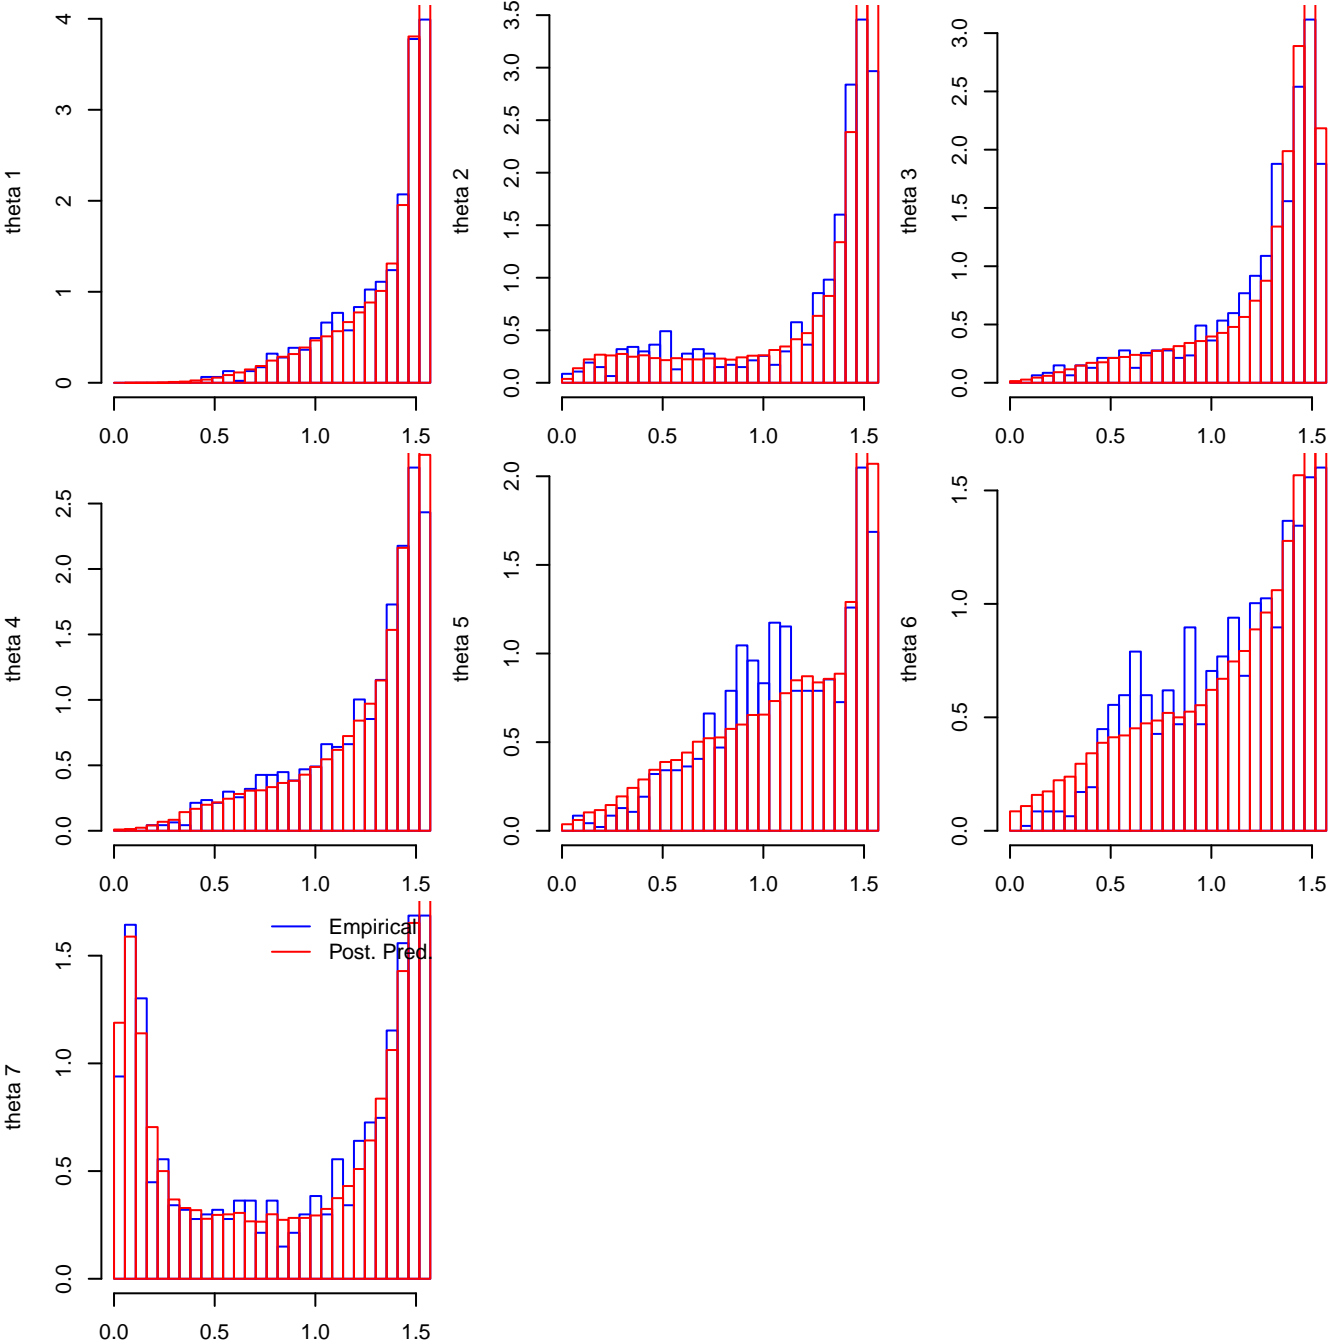 theta 1
0 1 2 3 4
0.0 0.5 1.0 1.5
theta 2
0.0 0.5 1.0 1.5 2.0 2.5 3.0 3.5
0.0 0.5 1.0 1.5
theta 3
0.0 0.5 1.0 1.5 2.0 2.5 3.0
0.0 0.5 1.0 1.5
theta 4
0.0 0.5 1.0 1.5 2.0 2.5
0.0 0.5 1.0 1.5
theta 5
0.0 0.5 1.0 1.5 2.0
0.0 0.5 1.0 1.5
theta 6
0.0 0.5 1.0 1.5
0.0 0.5 1.0 1.5
theta 7
0.0 0.5 1.0 1.5
Empirical
Post. Pred.
0.0 0.5 1.0 1.5